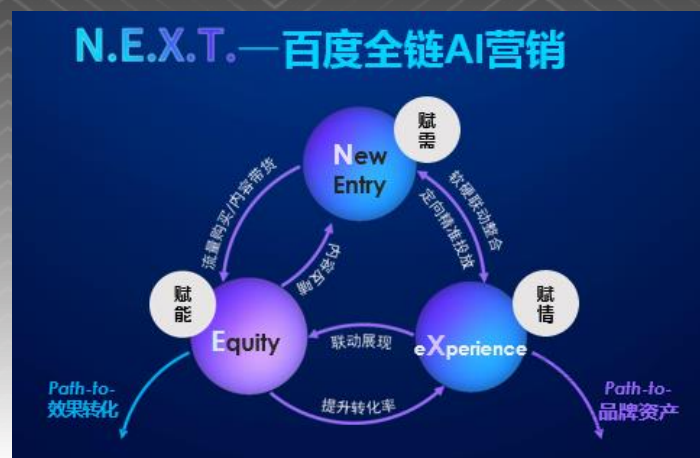 N.E.X.T.—百度全链AI营销
赋
需
New
Entry
流量购买/内容带货
内容反哺
软硬联动整合
定向精准投放
赋
能
Equity
联动展现
提升转化率
赋
情
eXperience
Path-to-
效果转化
Path-to-
品牌资产